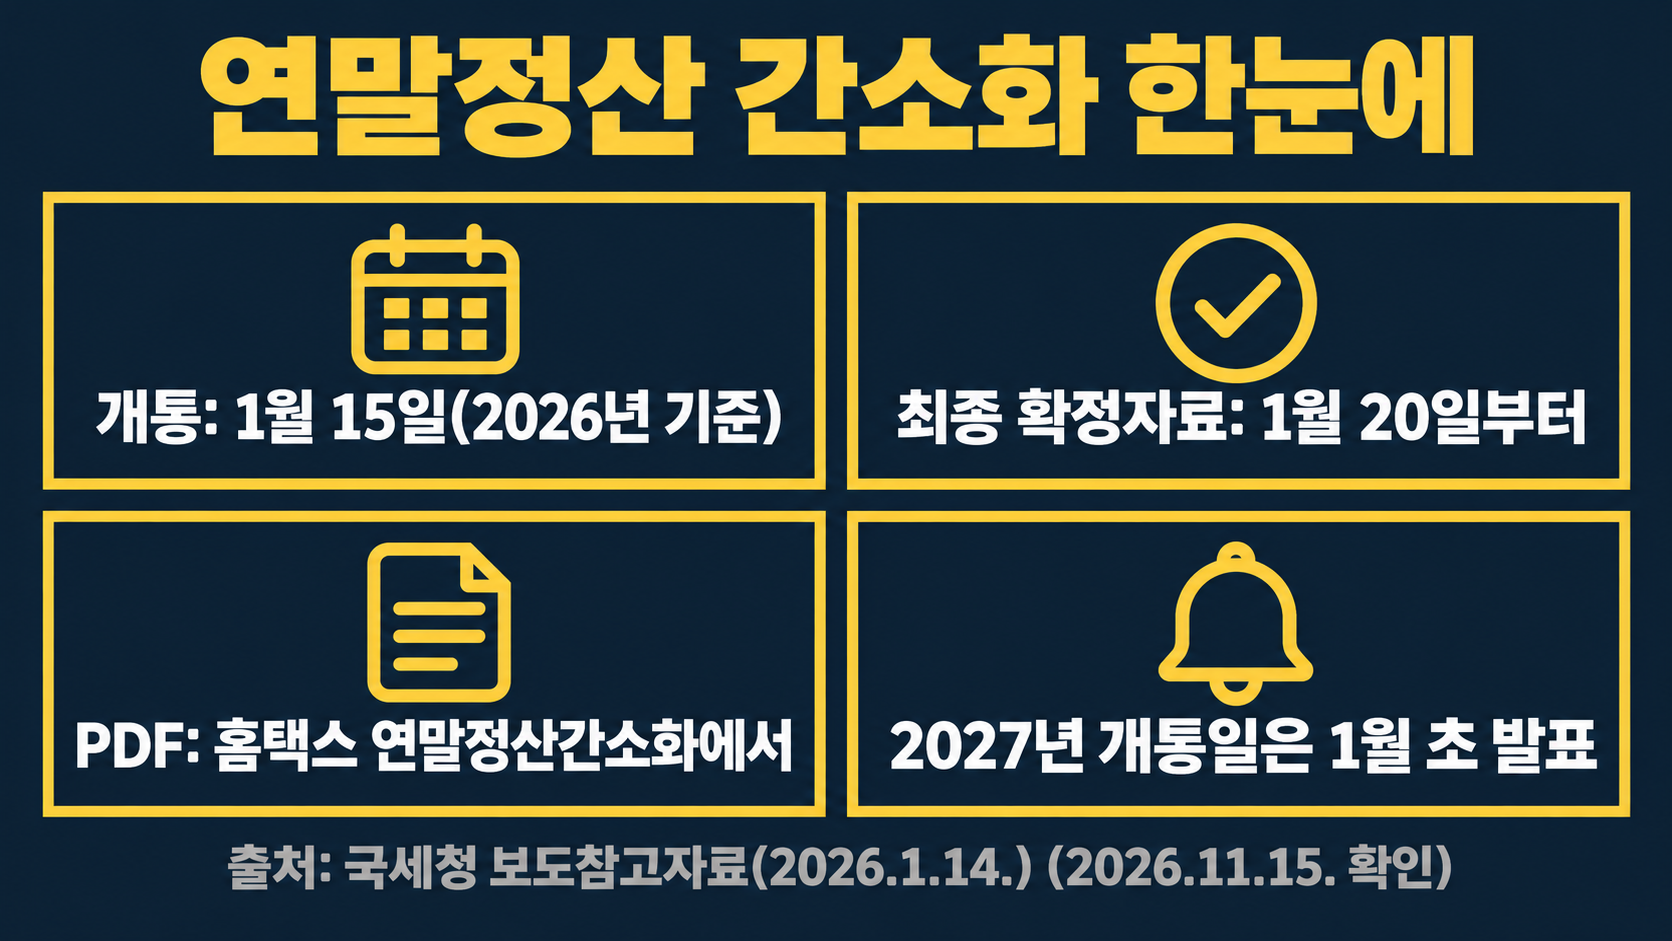 연말정산 간소화 한눈에
개통: 1월 15일(2026년 기준)
최종 확정자료: 1월 20일부터
PDF: 홈택스 연말정산간소화에서
2027년 개통일은 1월 초 발표
출처: 국세청 보도참고자료(2026.1.14.) (2026.11.15. 확인)